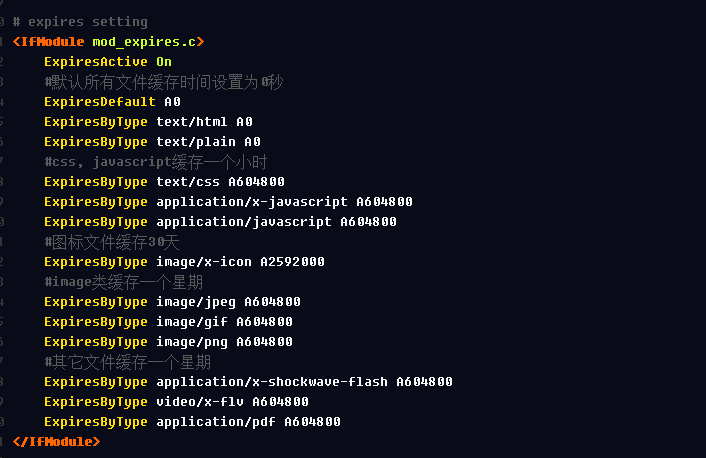 # expires setting
<IfModule mod_expires.c>
ExpiresActive On
#默认所有文件缓存时间设置为0秒
ExpiresDefault A0
ExpiresByType text/html A0
ExpiresByType text/plain A0
#css, javascript缓存一个小时
ExpiresByType text/css A604800
ExpiresByType application/x-javascript A604800
ExpiresByType application/javascript A604800
#图标文件缓存30天
ExpiresByType image/x-icon A2592000
#image类缓存一个星期
ExpiresByType image/jpeg A604800
ExpiresByType image/gif A604800
ExpiresByType image/png A604800
#其它文件缓存一个星期
ExpiresByType application/x-shockwave-flash A604800
ExpiresByType video/x-flv A604800
ExpiresByType application/pdf A604800
</IfModule>